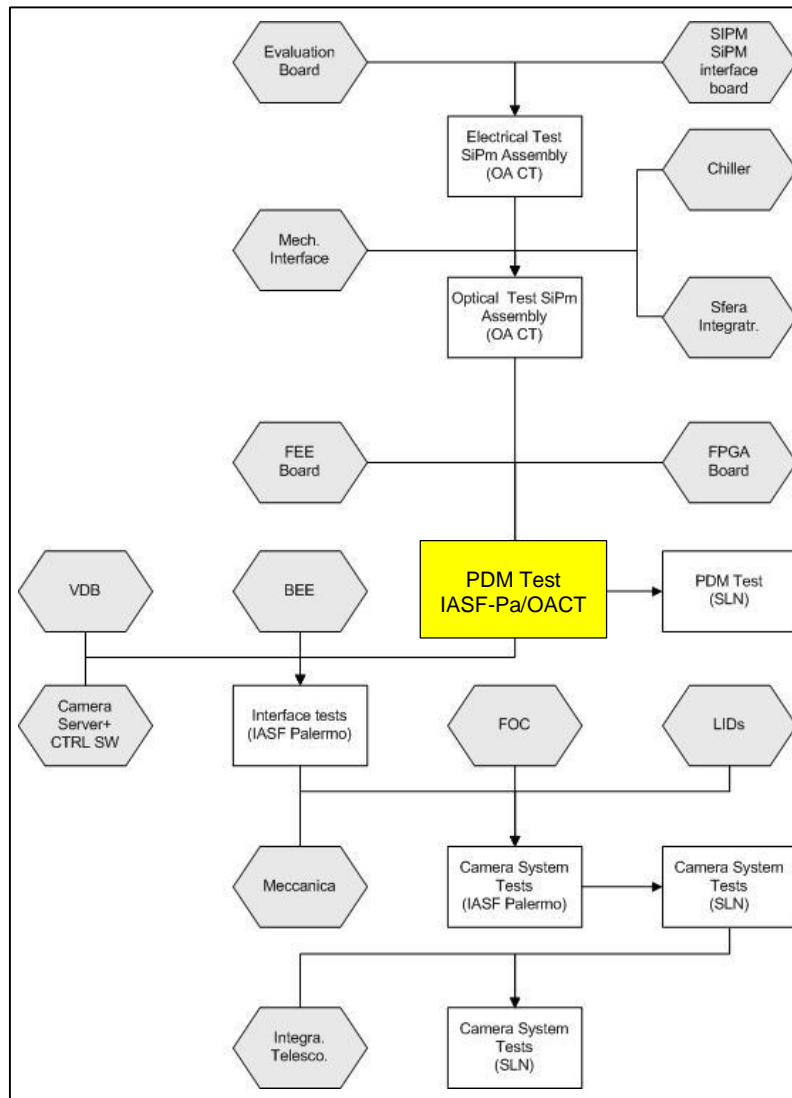 Evaluation
Board
SIPM
SiPM
interface
board
Electrical Test
SiPm Assembly
(OA CT)
Chiller
Mech.
Interface
Optical Test SiPm
Assembly
(OA CT)
Sfera
Integratr.
FEE
Board
FPGA
Board
VDB
BEE
PDM Test
IASF-Pa/OACT
PDM Test
(SLN)
Camera
Server+
CTRL SW
Interface tests
(IASF Palermo)
FOC
LIDs
Meccanica
Camera System
Tests
(IASF Palermo)
Camera System
Tests
(SLN)
Integra.
Telesco.
Camera System
Tests
(SLN)